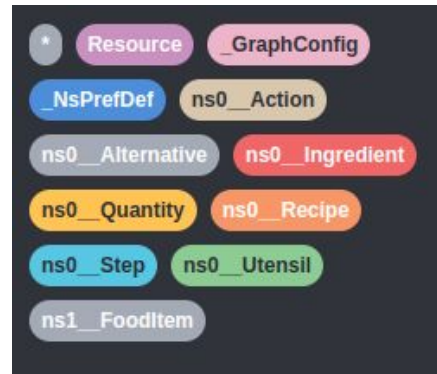 * Resource _GraphConfig
_NsPrefDef ns0__Action
ns0__Alternative ns0__Ingredient
ns0__Quantity ns0__Recipe
ns0__Step ns0__Utensil
ns1__FoodItem